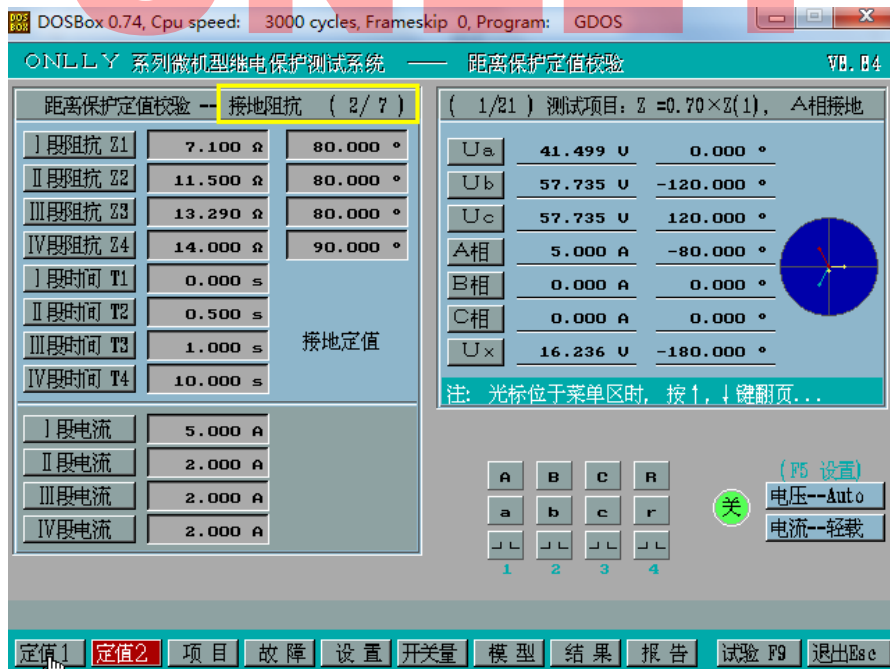 DOSBox 0.74, Cpu speed: 3000 cycles, Frameskip 0, Program: GDOS
ONLLY 系列微机型继电保护测试系统 —— 距离保护定值校验 V8.84
距离保护定值校验 -- 接地阻抗 ( 2/ 7 )
Ⅰ段阻抗 Z1 7.100 Ω 80.000 °
Ⅱ段阻抗 Z2 11.500 Ω 80.000 °
Ⅲ段阻抗 Z3 13.290 Ω 80.000 °
Ⅳ段阻抗 Z4 14.000 Ω 90.000 °
Ⅰ段时间 T1 0.000 s
Ⅱ段时间 T2 0.500 s
Ⅲ段时间 T3 1.000 s
接地定值
Ⅳ段时间 T4 10.000 s
Ⅰ段电流 5.000 A
Ⅱ段电流 2.000 A
Ⅲ段电流 2.000 A
Ⅳ段电流 2.000 A
( 1/21 ) 测试项目: Z =0.70×Z(1), A相接地
Ua 41.499 U 0.000 °
Ub 57.735 U -120.000 °
Uc 57.735 U 120.000 °
A相 5.000 A -80.000 °
B相 0.000 A 0.000 °
C相 0.000 A 0.000 °
Ux 16.236 U -180.000 °
注: 光标位于菜单区时, 按↑,↓键翻页...
A B C R
a b c r
1 2 3 4
关
(F5 设置)
电压--Auto
电流--轻载
定值1 定值2 项 目 故 障 设 置 开关量 模 型 结 果 报 告 试验 F9 退出Esc